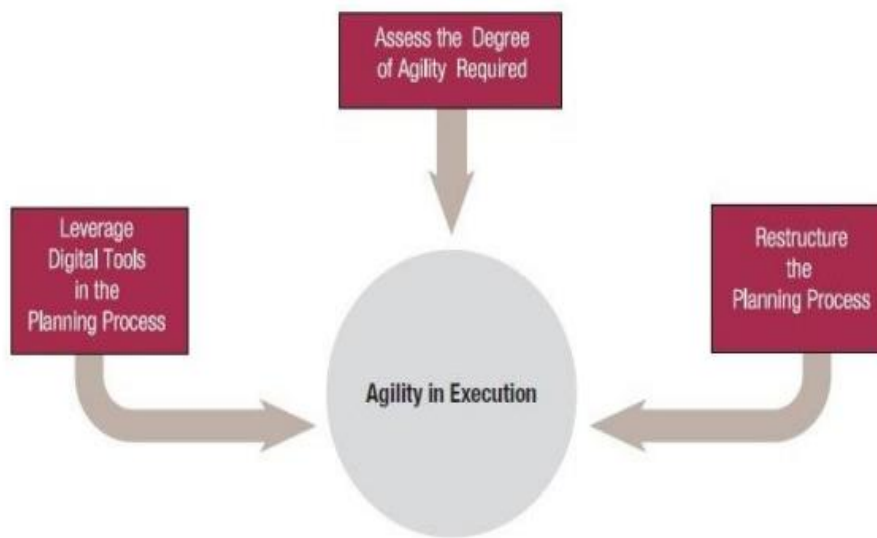 Assess the Degree
of Agility Required
Leverage
Digital Tools
in the
Planning Process
Restructure
the
Planning Process
Agility in Execution